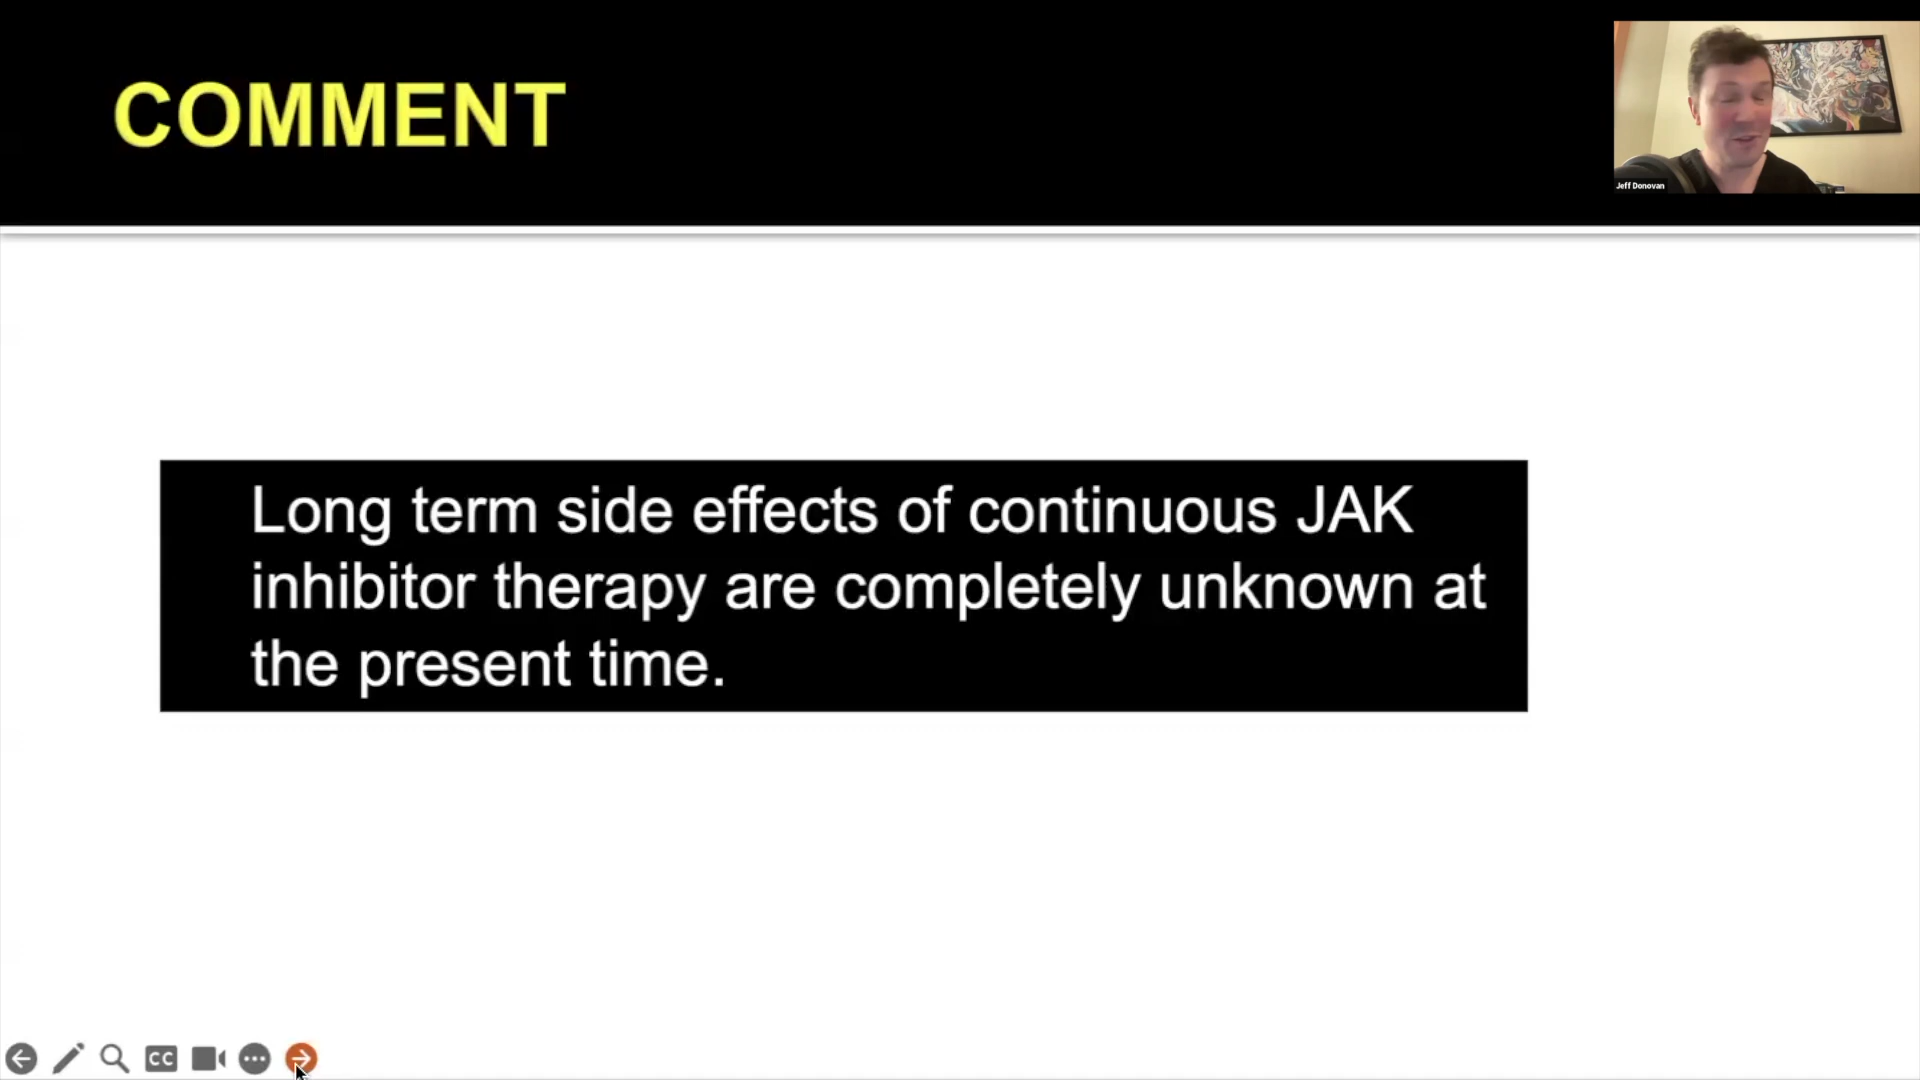 COMMENT
Jeff Donovan
Long term side effects of continuous JAK
inhibitor therapy are completely unknown at
the present time.
CC